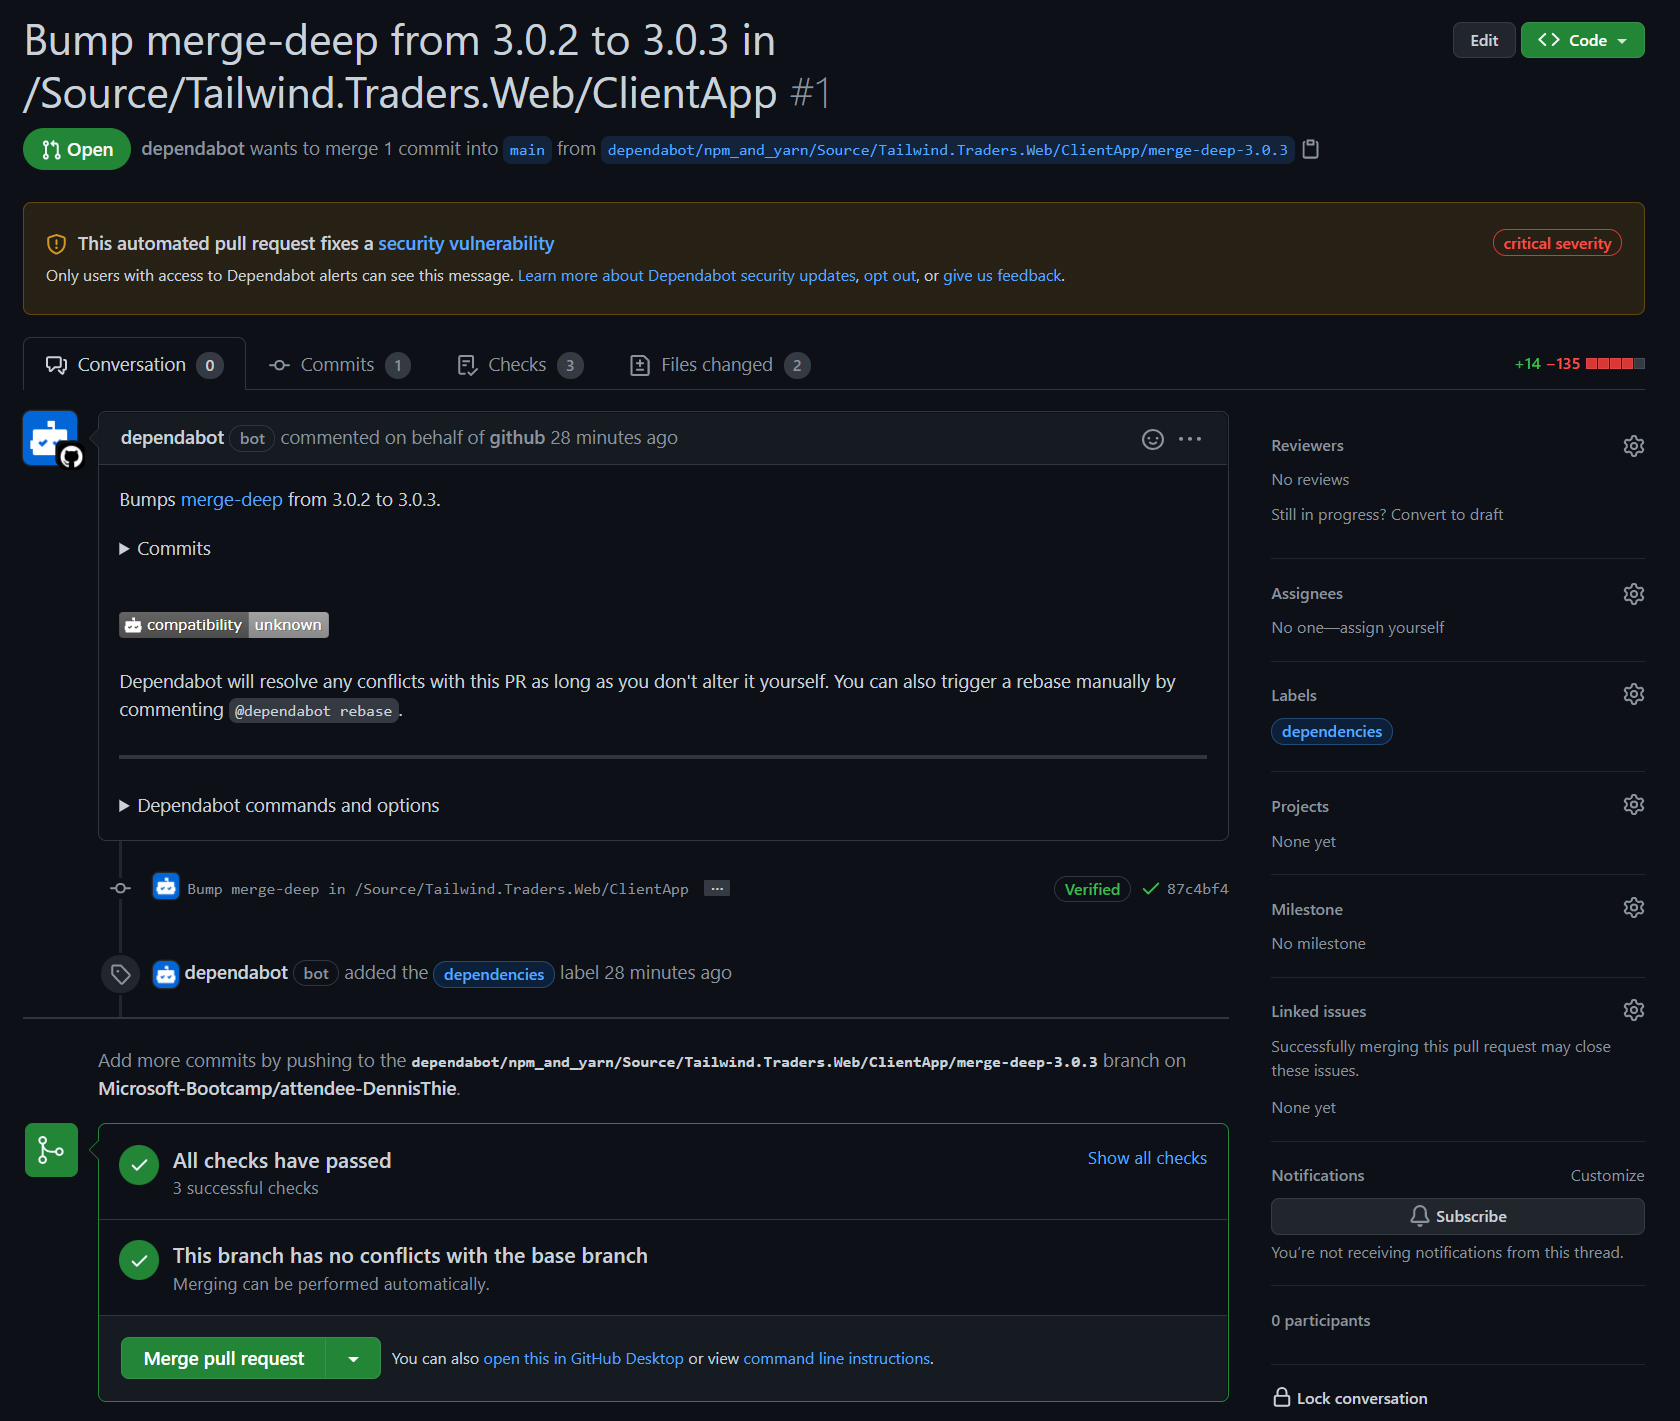 Bump merge-deep from 3.0.2 to 3.0.3 in
/Source/Tailwind.Traders.Web/ClientApp #1
Edit
Code
Open
dependabot wants to merge 1 commit into main from dependabot/npm_and_yarn/Source/Tailwind.Traders.Web/ClientApp/merge-deep-3.0.3
This automated pull request fixes a security vulnerability
critical severity
Only users with access to Dependabot alerts can see this message. Learn more about Dependabot security updates, opt out, or give us feedback.
Conversation 0
Commits 1
Checks 3
Files changed 2
+14 −135
dependabot bot commented on behalf of github 28 minutes ago
Bumps merge-deep from 3.0.2 to 3.0.3.
Commits
compatibility unknown
Dependabot will resolve any conflicts with this PR as long as you don't alter it yourself. You can also trigger a rebase manually by
commenting @dependabot rebase.
Dependabot commands and options
Bump merge-deep in /Source/Tailwind.Traders.Web/ClientApp ...
Verified
87c4bf4
dependabot bot added the dependencies label 28 minutes ago
Add more commits by pushing to the dependabot/npm_and_yarn/Source/Tailwind.Traders.Web/ClientApp/merge-deep-3.0.3 branch on
Microsoft-Bootcamp/attendee-DennisThie.
All checks have passed
3 successful checks
Show all checks
This branch has no conflicts with the base branch
Merging can be performed automatically.
Merge pull request
You can also open this in GitHub Desktop or view command line instructions.
Reviewers
No reviews
Still in progress? Convert to draft
Assignees
No one—assign yourself
Labels
dependencies
Projects
None yet
Milestone
No milestone
Linked issues
Successfully merging this pull request may close
these issues.
None yet
Notifications
Customize
Subscribe
You're not receiving notifications from this thread.
0 participants
Lock conversation